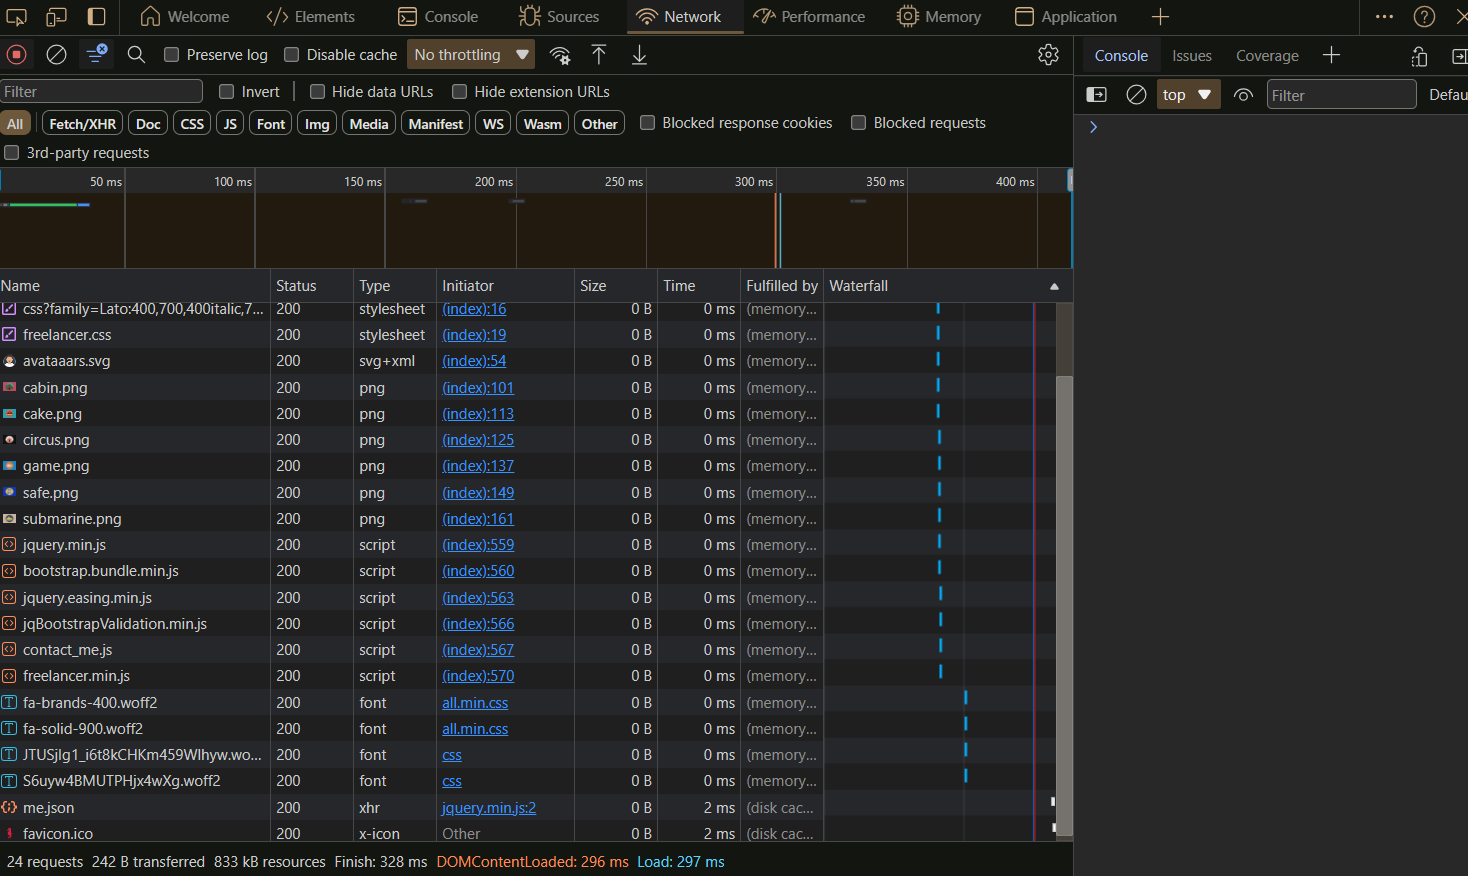 Welcome Elements Console Sources Network Performance Memory Application
Preserve log Disable cache No throttling
Filter Invert Hide data URLs Hide extension URLs
All Fetch/XHR Doc CSS JS Font Img Media Manifest WS Wasm Other Blocked response cookies Blocked requests
3rd-party requests
50 ms 100 ms 150 ms 200 ms 250 ms 300 ms 350 ms 400 ms
Name Status Type Initiator Size Time Fulfilled by Waterfall
css?family=Lato:400,700,400italic,7... 200 stylesheet (index):16 0 B 0 ms (memory...
freelancer.css 200 stylesheet (index):19 0 B 0 ms (memory...
avataaars.svg 200 svg+xml (index):54 0 B 0 ms (memory...
cabin.png 200 png (index):101 0 B 0 ms (memory...
cake.png 200 png (index):113 0 B 0 ms (memory...
circus.png 200 png (index):125 0 B 0 ms (memory...
game.png 200 png (index):137 0 B 0 ms (memory...
safe.png 200 png (index):149 0 B 0 ms (memory...
submarine.png 200 png (index):161 0 B 0 ms (memory...
jquery.min.js 200 script (index):559 0 B 0 ms (memory...
bootstrap.bundle.min.js 200 script (index):560 0 B 0 ms (memory...
jquery.easing.min.js 200 script (index):563 0 B 0 ms (memory...
jqBootstrapValidation.min.js 200 script (index):566 0 B 0 ms (memory...
contact_me.js 200 script (index):567 0 B 0 ms (memory...
freelancer.min.js 200 script (index):570 0 B 0 ms (memory...
fa-brands-400.woff2 200 font all.min.css 0 B 0 ms (memory...
fa-solid-900.woff2 200 font all.min.css 0 B 0 ms (memory...
JTUSjIg1_i6t8kCHKm459Wlhyw.wo... 200 font css 0 B 0 ms (memory...
S6uyw4BMUTPHjx4wXg.woff2 200 font css 0 B 0 ms (memory...
me.json 200 xhr jquery.min.js:2 0 B 2 ms (disk cac...
favicon.ico 200 x-icon Other 0 B 2 ms (disk cac...
24 requests 242 B transferred 833 kB resources Finish: 328 ms DOMContentLoaded: 296 ms Load: 297 ms
Console Issues Coverage
top Filter Defau